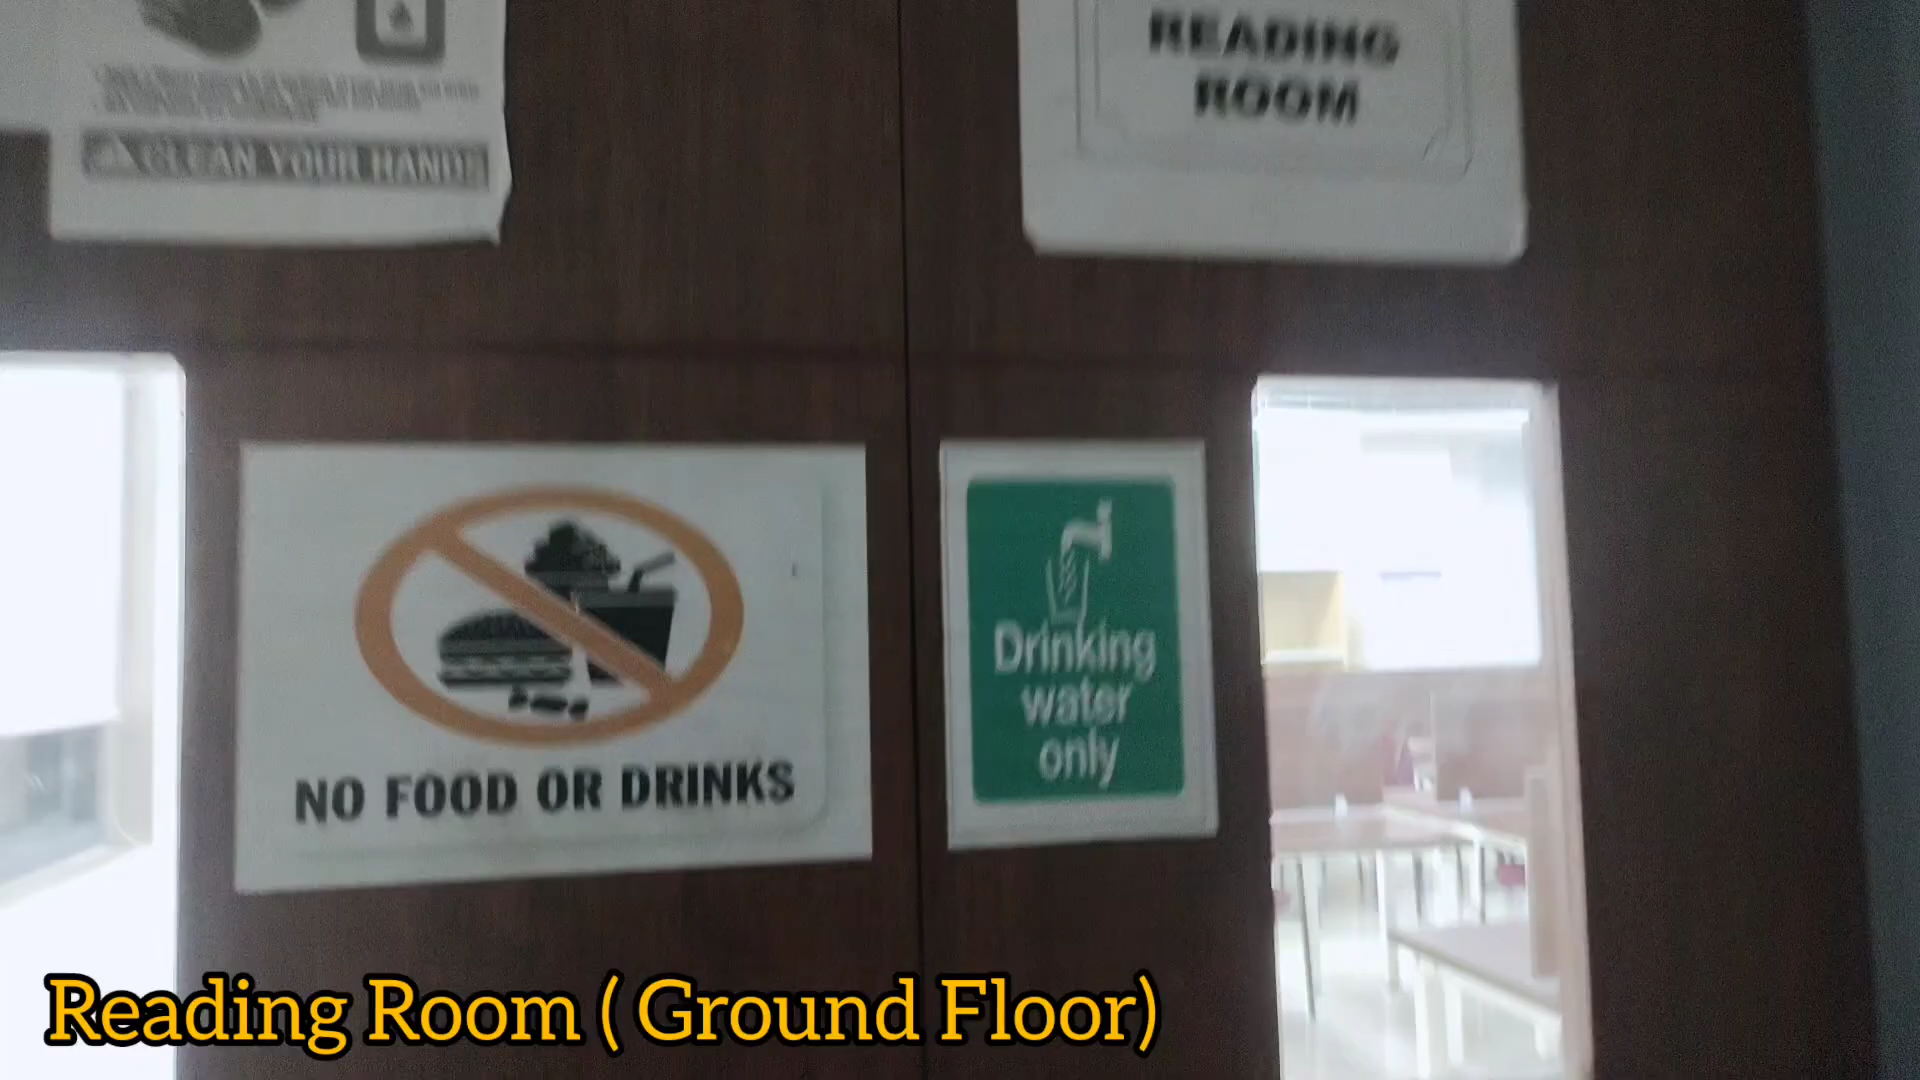 CLEAN YOUR HANDS
READING
ROOM
NO FOOD OR DRINKS
Drinking
water
only
Reading Room ( Ground Floor)